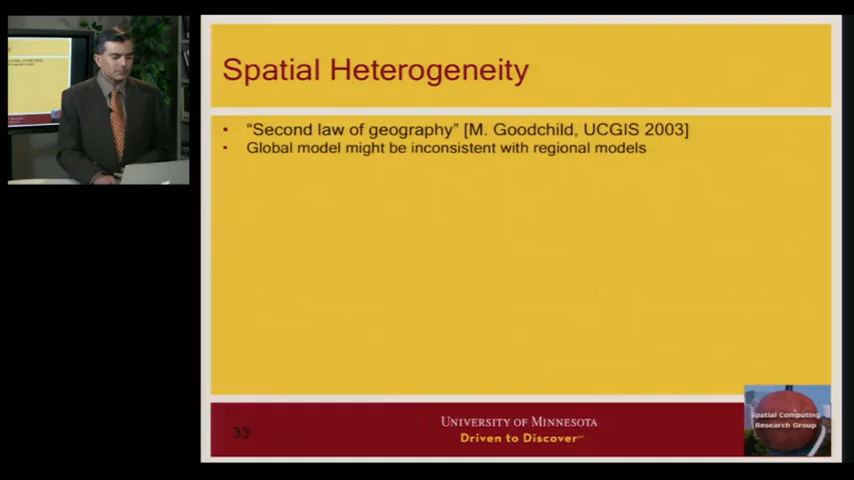 Spatial Heterogeneity
• “Second law of geography” [M. Goodchild, UCGIS 2003]
• Global model might be inconsistent with regional models
33
UNIVERSITY OF MINNESOTA
Driven to Discover
Spatial Computing
Research Group